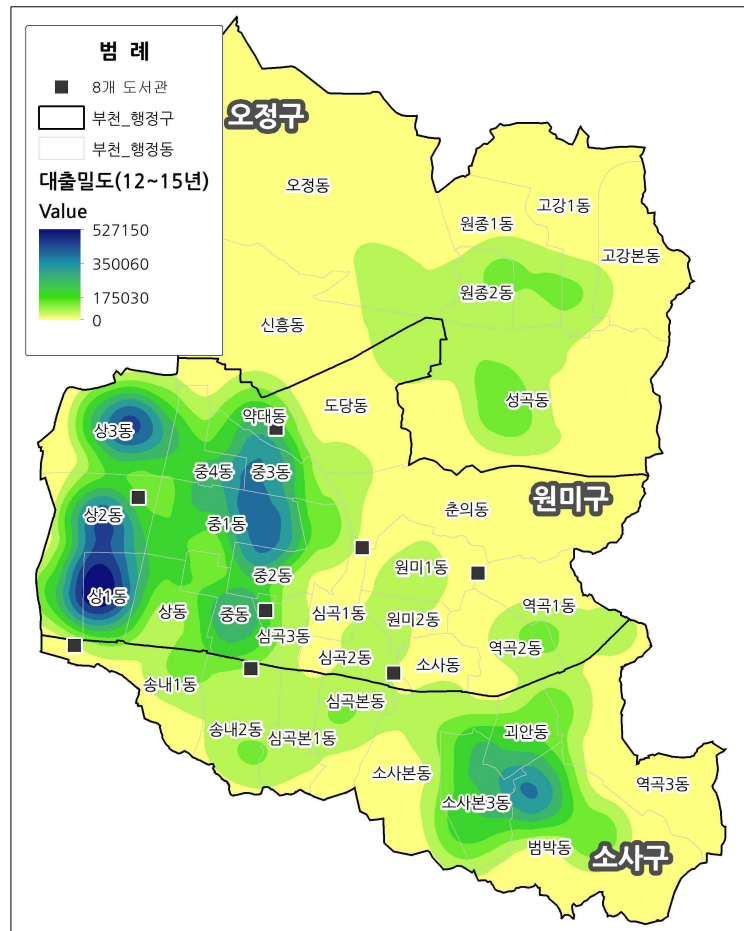 범 례
8개 도서관
부천_행정구
부천_행정동
대출밀도(12~15년)
Value
527150
350060
175030
0
오정구
오정동
원종1동
고강1동
고강본동
원종2동
신흥동
성곡동
약대동
도당동
상3동
중4동
중3동
원미구
춘의동
상2동
중1동
중2동
원미1동
상1동
상동
중동
심곡1동
원미2동
역곡1동
심곡3동
심곡2동
소사동
역곡2동
송내1동
심곡본동
송내2동
심곡본1동
괴안동
소사본동
역곡3동
소사본3동
범박동
소사구